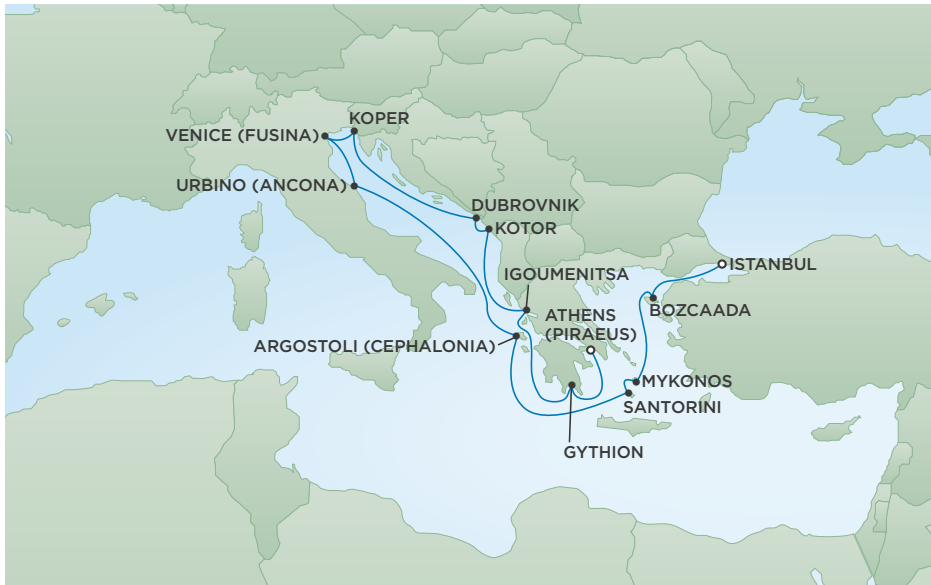 KOPER
VENICE (FUSINA)
URBINO (ANCONA)
DUBROVNIK
KOTOR
ISTANBUL
IGOUMENITSA
BOZCAADA
ATHENS
(PIRAEUS)
ARGOSTOLI (CEPHALONIA)
MYKONOS
SANTORINI
GYTHION